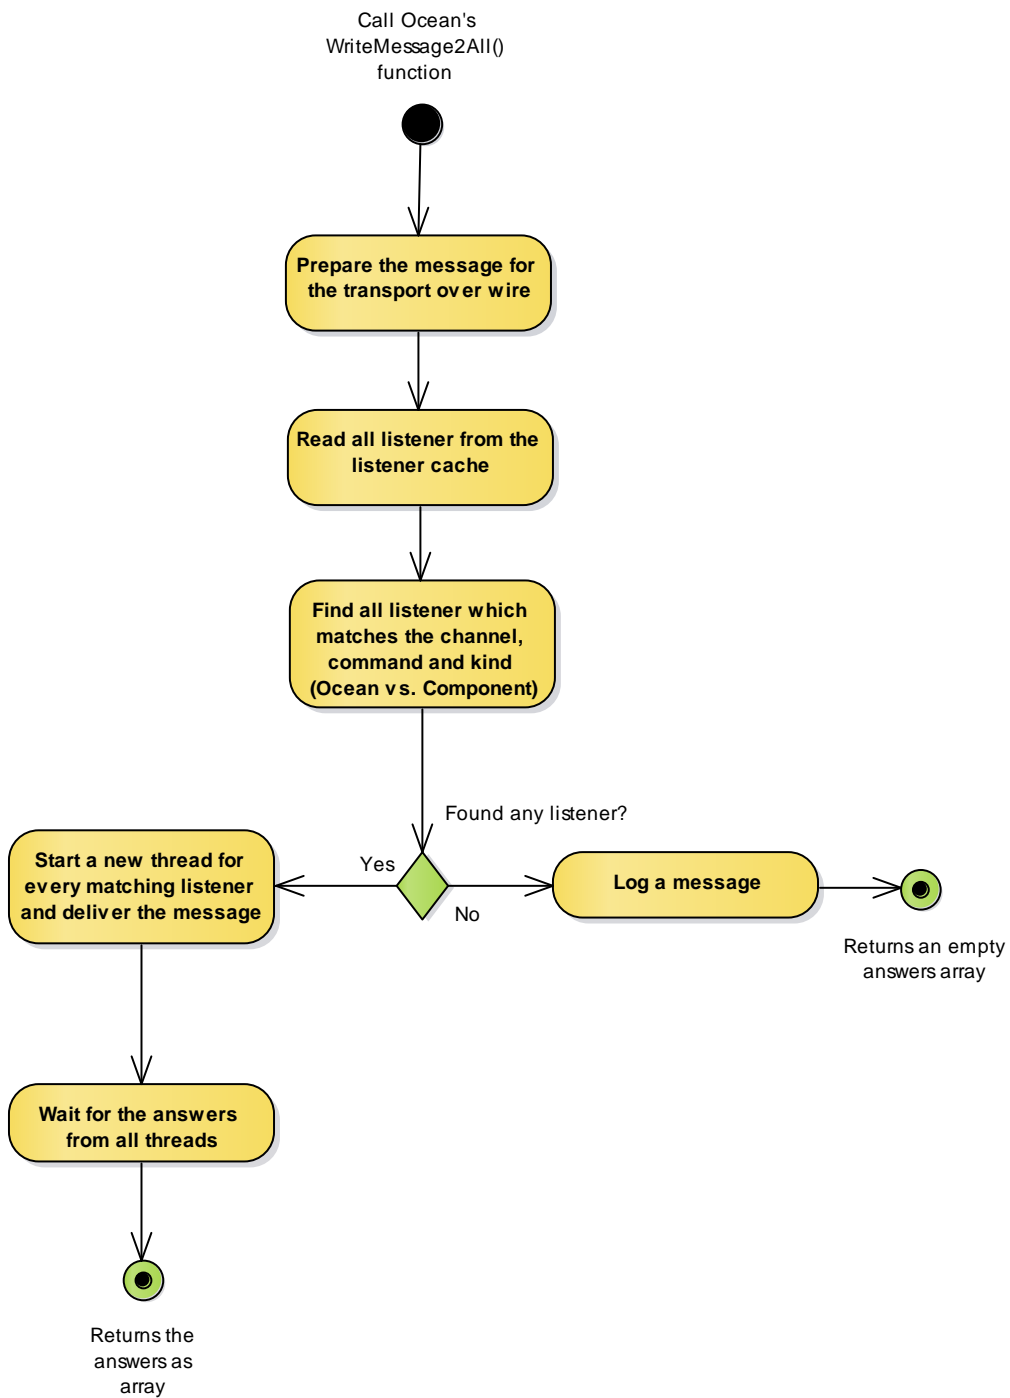 Call Ocean's
WriteMessage2All()
function
Prepare the message for
the transport over wire
Read all listener from the
listener cache
Find all listener which
matches the channel,
command and kind
(Ocean vs. Component)
Found any listener?
Yes
No
Start a new thread for
every matching listener
and deliver the message
Log a message
Returns an empty
answers array
Wait for the answers
from all threads
Returns the
answers as
array